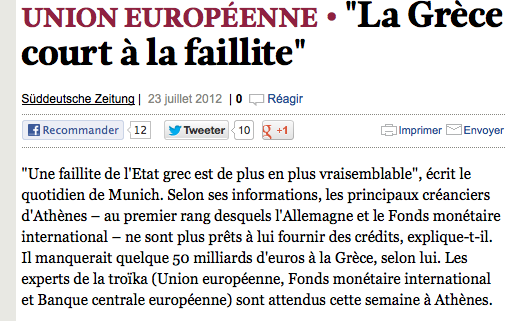 UNION EUROPÉENNE • "La Grèce
court à la faillite"
Süddeutsche Zeitung | 23 juillet 2012 | 0 Réagir
f Recommander 12 Tweeter 10 g +1 Imprimer Envoyer
"Une faillite de l'Etat grec est de plus en plus vraisemblable", écrit le
quotidien de Munich. Selon ses informations, les principaux créanciers
d'Athènes – au premier rang desquels l'Allemagne et le Fonds monétaire
international – ne sont plus prêts à lui fournir des crédits, explique-t-il.
Il manquerait quelque 50 milliards d'euros à la Grèce, selon lui. Les
experts de la troïka (Union européenne, Fonds monétaire international
et Banque centrale européenne) sont attendus cette semaine à Athènes.